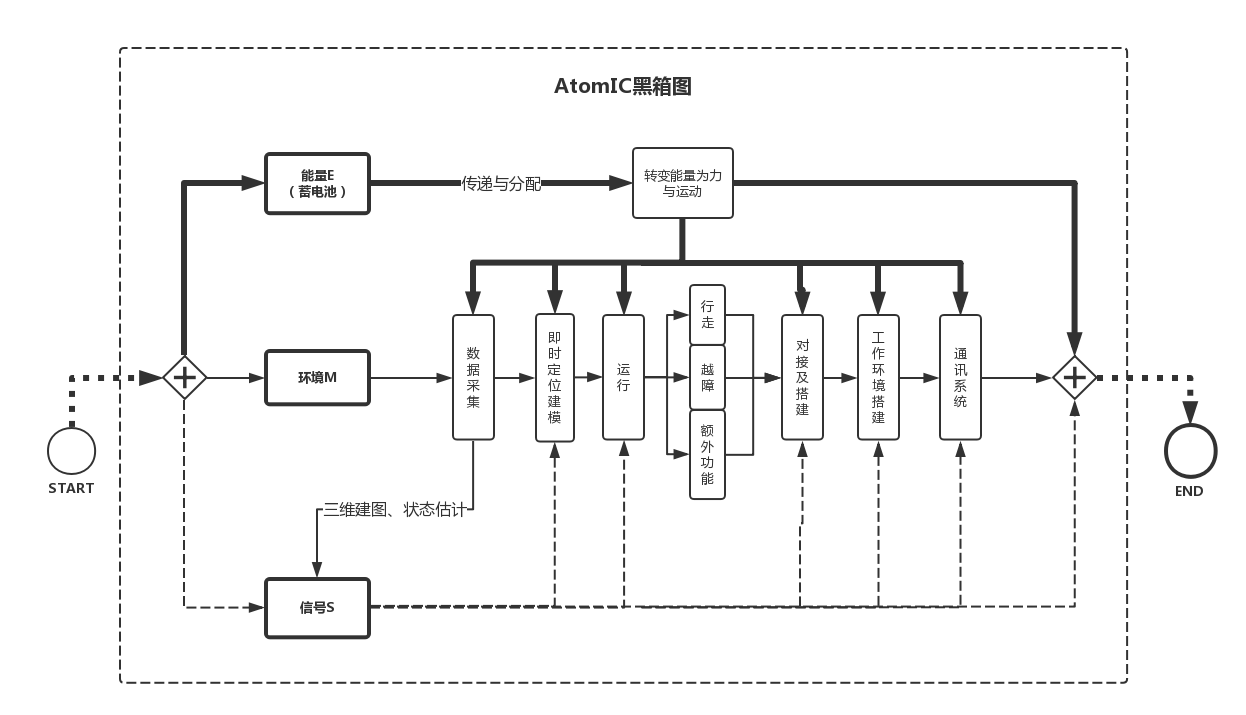 AtomIC黑箱图
能量E
（蓄电池）
传递与分配
转变能量为力
与运动
START
环境M
数据采集
即时定位建模
运行
行走
越障
额外功能
对接及搭建
工作环境搭建
通讯系统
END
三维建图、状态估计
信号S